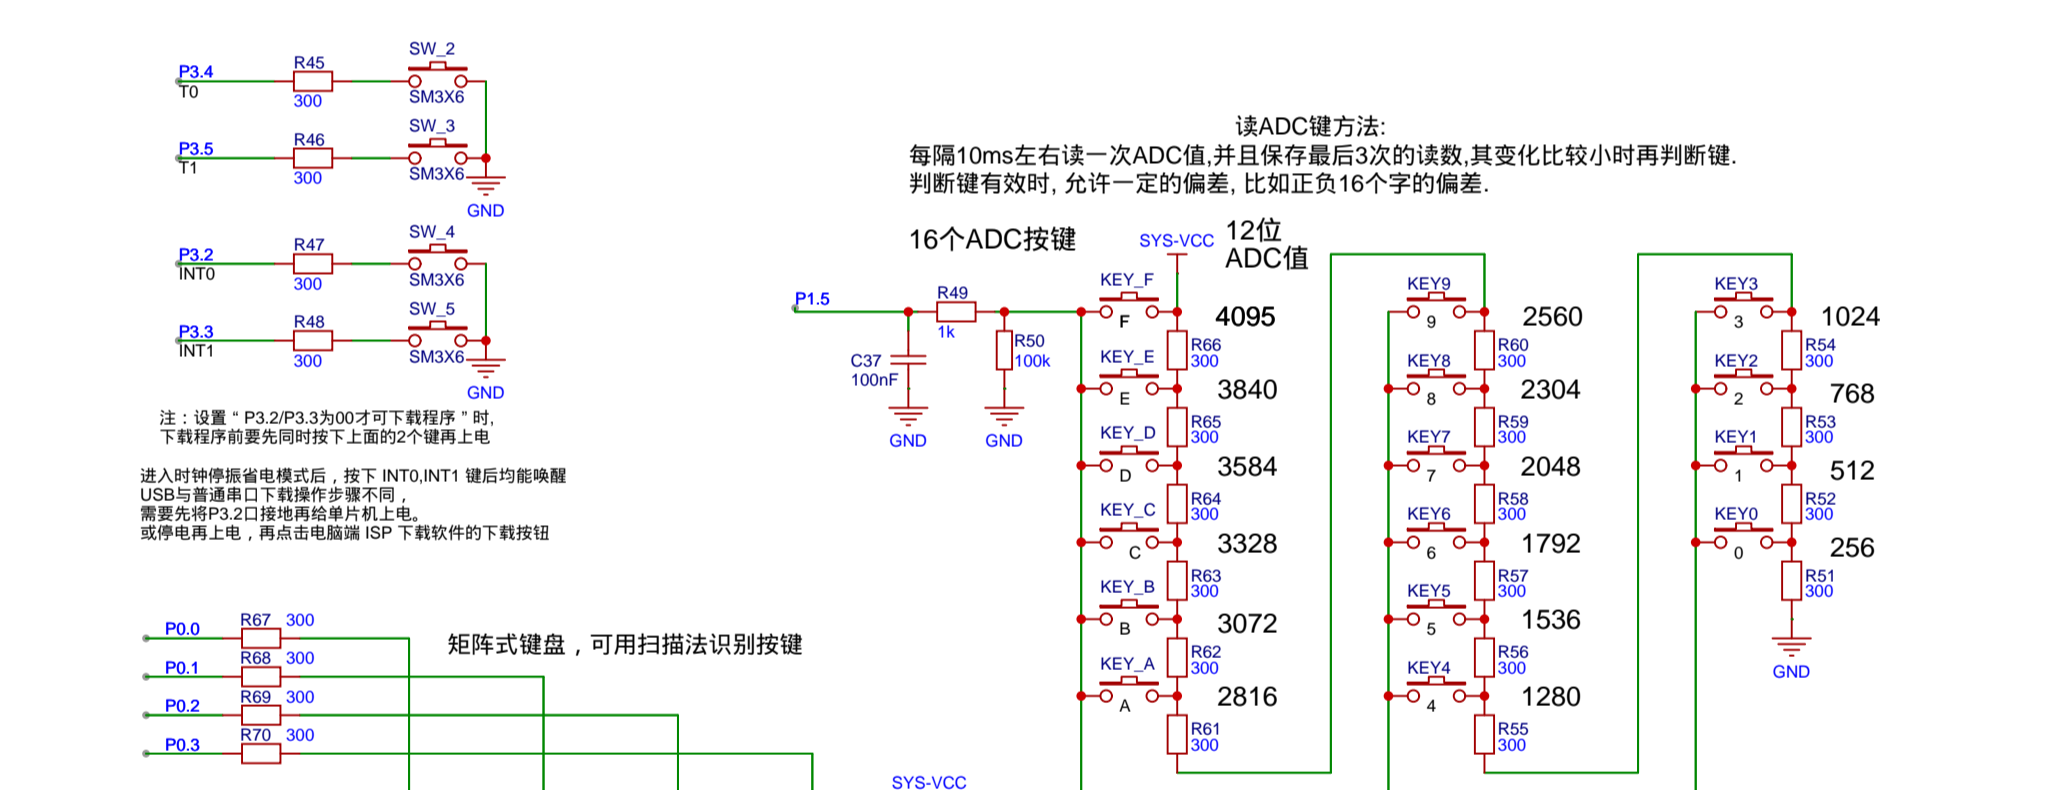 SW_2
P3.4
R45
T0
300
SM3X6
SW_3
P3.5
R46
T1
300
SM3X6
GND
SW_4
P3.2
R47
INT0
300
SM3X6
SW_5
P3.3
R48
INT1
300
SM3X6
GND
注：设置“ P3.2/P3.3为00才可下载程序 ” 时,
下载程序前要先同时按下上面的2个键再上电
进入时钟停振省电模式后，按下 INT0,INT1 键后均能唤醒
USB与普通串口下载操作步骤不同，
需要先将P3.2口接地再给单片机上电。
或停电再上电，再点击电脑端 ISP 下载软件的下载按钮
读ADC键方法:
每隔10ms左右读一次ADC值,并且保存最后3次的读数,其变化比较小时再判断键.
判断键有效时, 允许一定的偏差, 比如正负16个字的偏差.
16个ADC按键
SYS-VCC
12位
ADC值
P1.5
R49
1k
C37
100nF
GND
R50
100k
GND
KEY_F
F
4095
R66
300
KEY_E
E
3840
R65
300
KEY_D
D
3584
R64
300
KEY_C
C
3328
R63
300
KEY_B
B
3072
R62
300
KEY_A
A
2816
R61
300
KEY9
9
2560
R60
300
KEY8
8
2304
R59
300
KEY7
7
2048
R58
300
KEY6
6
1792
R57
300
KEY5
5
1536
R56
300
KEY4
4
1280
R55
300
KEY3
3
1024
R54
300
KEY2
2
768
R53
300
KEY1
1
512
R52
300
KEY0
0
256
R51
300
GND
P0.0
R67
300
P0.1
R68
300
P0.2
R69
300
P0.3
R70
300
矩阵式键盘，可用扫描法识别按键
SYS-VCC